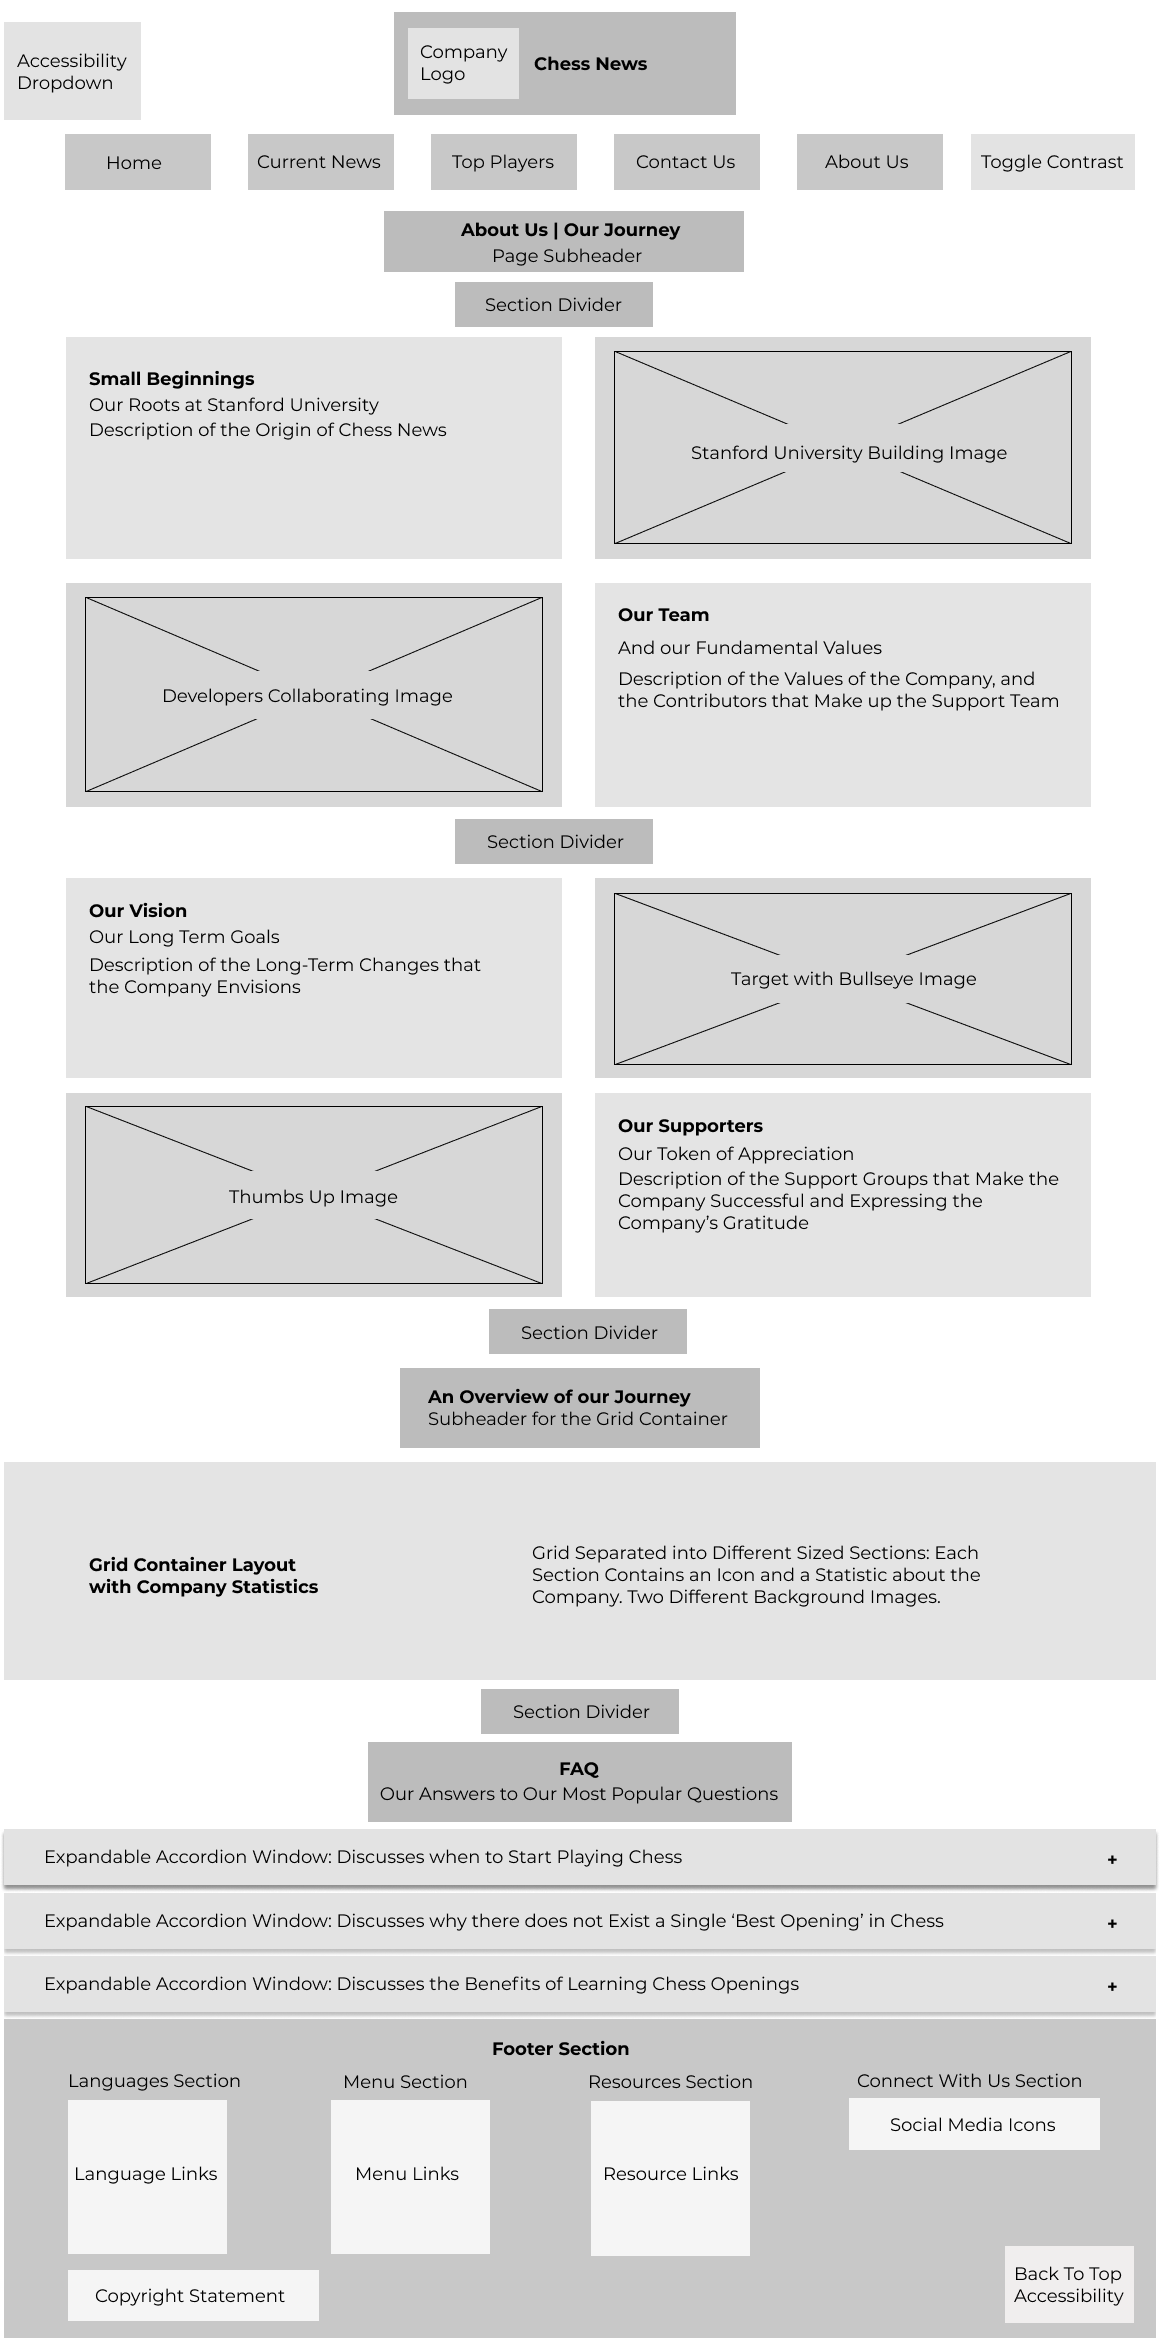 Accessibility
Dropdown
Company
Logo
Chess News
Home
Current News
Top Players
Contact Us
About Us
Toggle Contrast
About Us | Our Journey
Page Subheader
Section Divider
Small Beginnings
Our Roots at Stanford University
Description of the Origin of Chess News
Stanford University Building Image
Developers Collaborating Image
Our Team
And our Fundamental Values
Description of the Values of the Company, and
the Contributors that Make up the Support Team
Section Divider
Our Vision
Our Long Term Goals
Description of the Long-Term Changes that
the Company Envisions
Target with Bullseye Image
Thumbs Up Image
Our Supporters
Our Token of Appreciation
Description of the Support Groups that Make the
Company Successful and Expressing the
Company’s Gratitude
Section Divider
An Overview of our Journey
Subheader for the Grid Container
Grid Container Layout
with Company Statistics
Grid Separated into Different Sized Sections: Each
Section Contains an Icon and a Statistic about the
Company. Two Different Background Images.
Section Divider
FAQ
Our Answers to Our Most Popular Questions
Expandable Accordion Window: Discusses when to Start Playing Chess +
Expandable Accordion Window: Discusses why there does not Exist a Single ‘Best Opening’ in Chess +
Expandable Accordion Window: Discusses the Benefits of Learning Chess Openings +
Footer Section
Languages Section
Language Links
Menu Section
Menu Links
Resources Section
Resource Links
Connect With Us Section
Social Media Icons
Copyright Statement
Back To Top
Accessibility